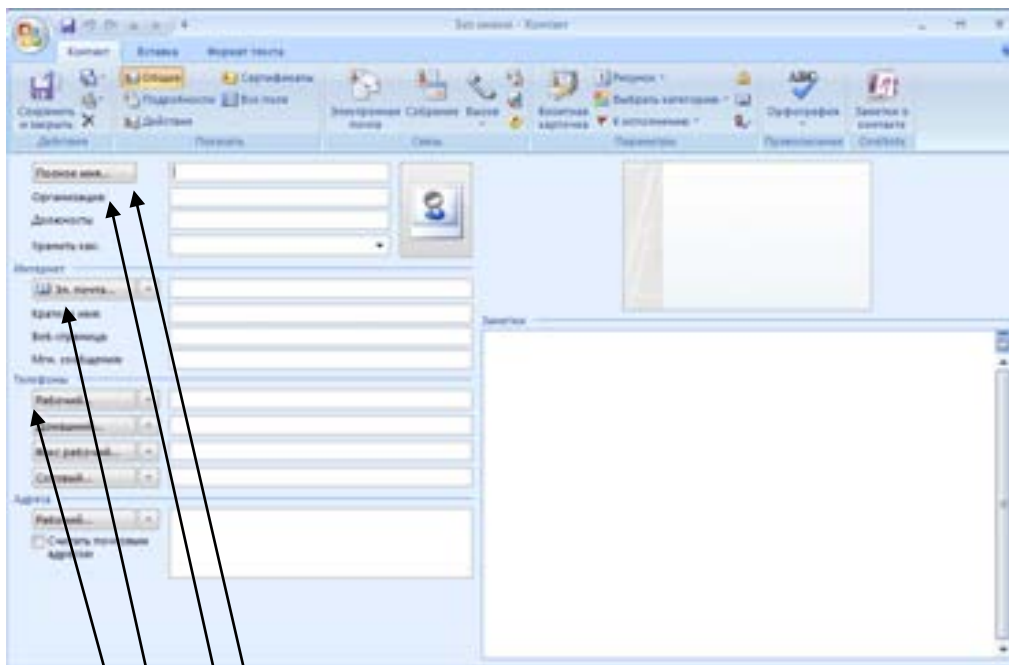 Без имени - Контакт
Контакт Вставка Формат текста
Сохранить и закрыть
Общие
Подробности
Действия
Сертификаты
Все поля
Электронная почта
Собрание
Вызов
Визитная карточка
Рисунок
Выбрать категорию
К исполнению
Орфография
Заметки о контакте
Действия Показать Связь Параметры Правописание
Полное имя...
Организация
Должность
Хранить как:
Интернет
Эл. почта...
Краткое имя
Веб-страница
Мгн. сообщения
Телефоны
Рабочий...
Домашний...
Факс рабочий...
Сотовый...
Адреса
Рабочий...
Считать почтовым
адресом
Заметки